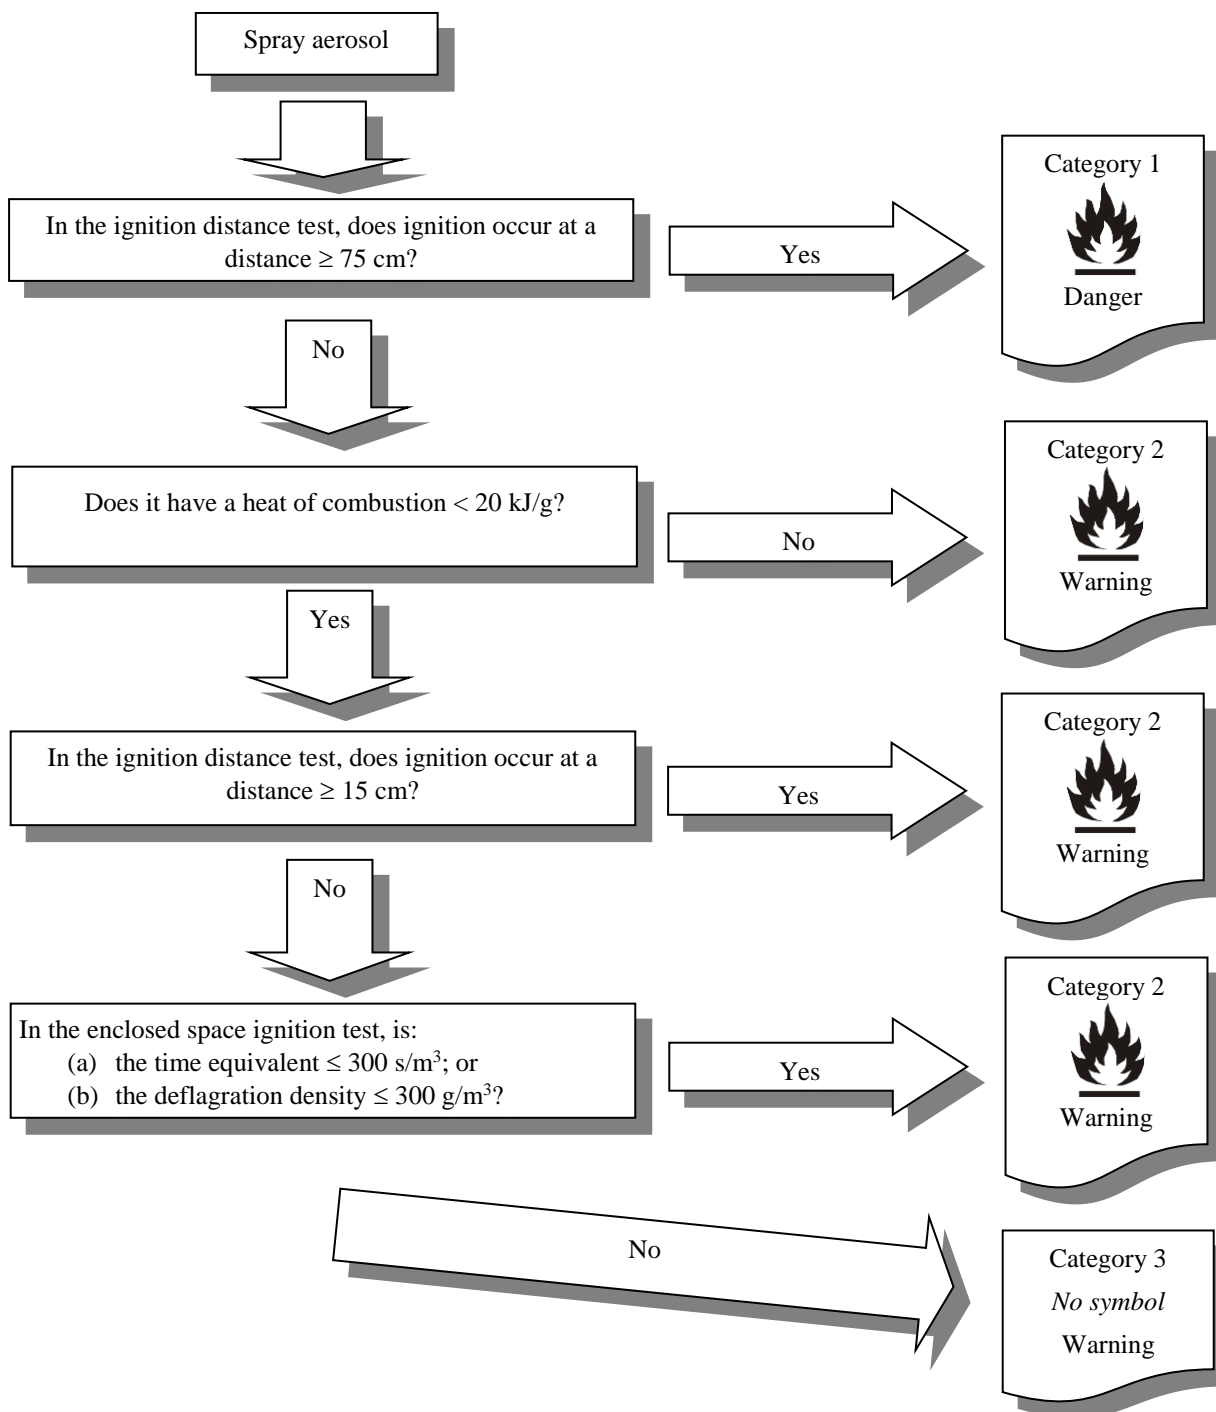 Spray aerosol
In the ignition distance test, does ignition occur at a
distance ≥ 75 cm?
Yes
Category 1
Danger
No
Does it have a heat of combustion < 20 kJ/g?
No
Category 2
Warning
Yes
In the ignition distance test, does ignition occur at a
distance ≥ 15 cm?
Yes
Category 2
Warning
No
In the enclosed space ignition test, is:
(a) the time equivalent ≤ 300 s/m³; or
(b) the deflagration density ≤ 300 g/m³?
Yes
Category 2
Warning
No
Category 3
No symbol
Warning